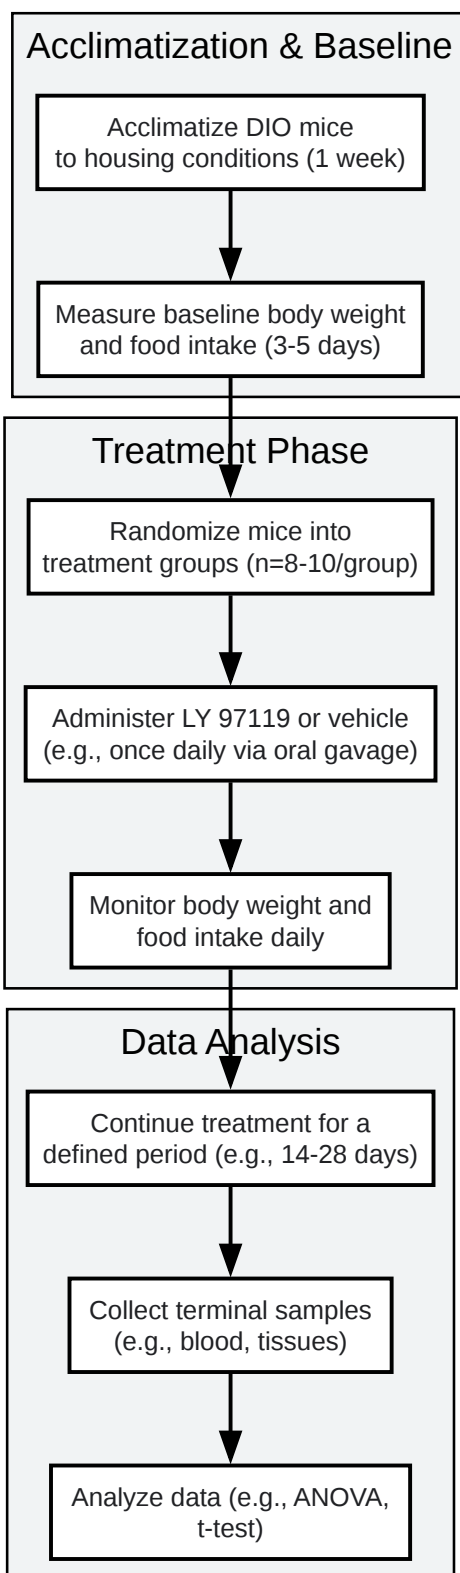 Acclimatization & Baseline
Acclimatize DIO mice
to housing conditions (1 week)
Measure baseline body weight
and food intake (3-5 days)
Treatment Phase
Randomize mice into
treatment groups (n=8-10/group)
Administer LY 97119 or vehicle
(e.g., once daily via oral gavage)
Monitor body weight and
food intake daily
Data Analysis
Continue treatment for a
defined period (e.g., 14-28 days)
Collect terminal samples
(e.g., blood, tissues)
Analyze data (e.g., ANOVA,
t-test)